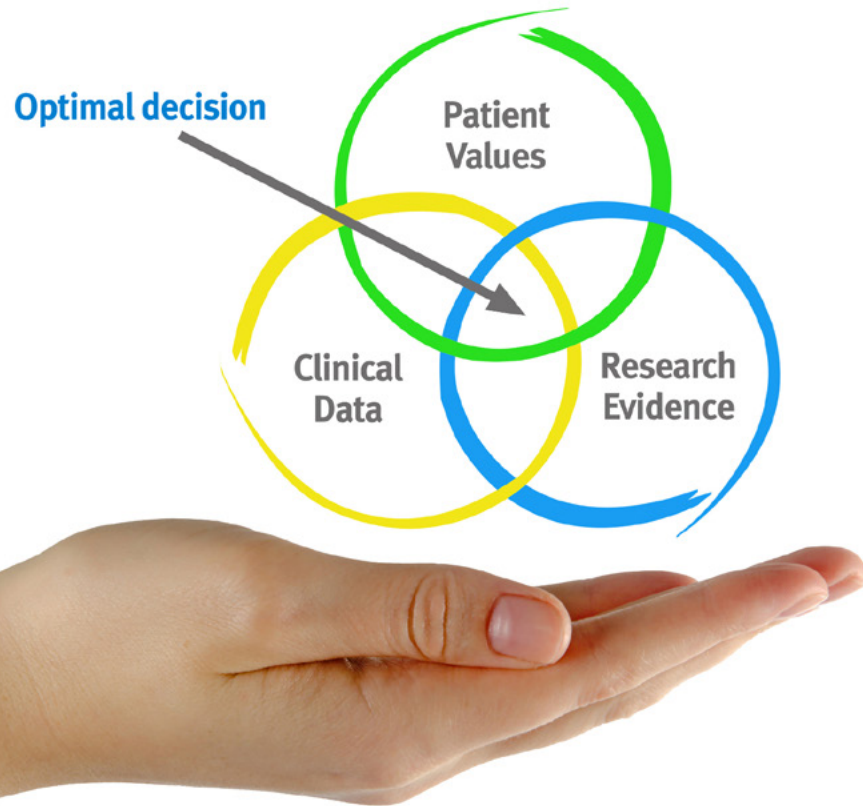 Optimal decision
Patient
Values
Clinical
Data
Research
Evidence